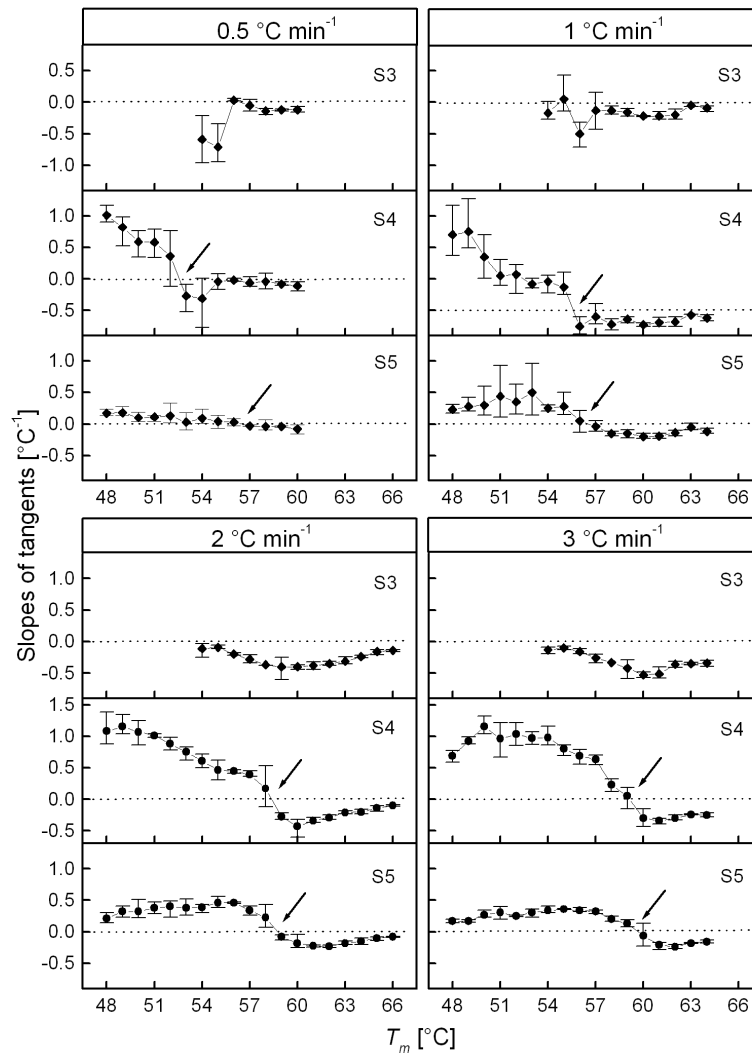 0.5 °C min⁻¹ 1 °C min⁻¹
0.5 S3 S3
0.0
-0.5
-1.0
1.0 S4 S4
0.5
0.0
-0.5
1.0 S5 S5
0.5
0.0
-0.5
48 51 54 57 60 63 66 48 51 54 57 60 63 66
Slopes of tangents [°C⁻¹]
2 °C min⁻¹ 3 °C min⁻¹
1.0 S3 S3
0.5
0.0
-0.5
1.5 S4 S4
1.0
0.5
0.0
-0.5
1.0 S5 S5
0.5
0.0
-0.5
48 51 54 57 60 63 66 48 51 54 57 60 63 66
Tm [°C]